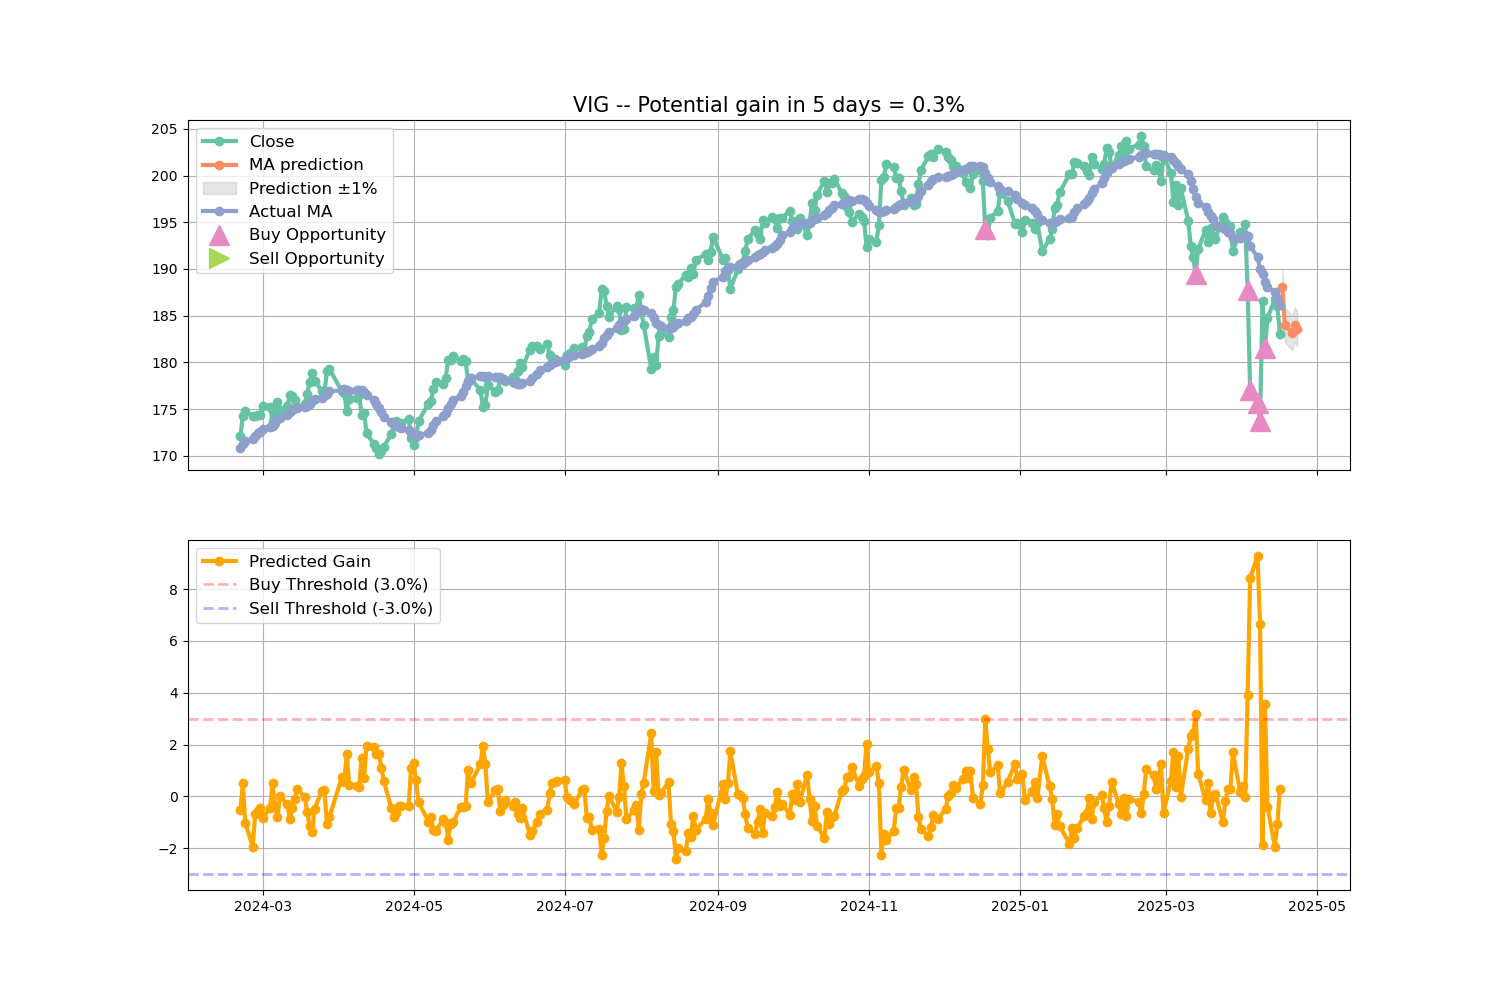 VIG -- Potential gain in 5 days = 0.3%
Close
MA prediction
Prediction ±1%
Actual MA
Buy Opportunity
Sell Opportunity
205
200
195
190
185
180
175
170
Predicted Gain
Buy Threshold (3.0%)
Sell Threshold (-3.0%)
8
6
4
2
0
−2
2024-03 2024-05 2024-07 2024-09 2024-11 2025-01 2025-03 2025-05